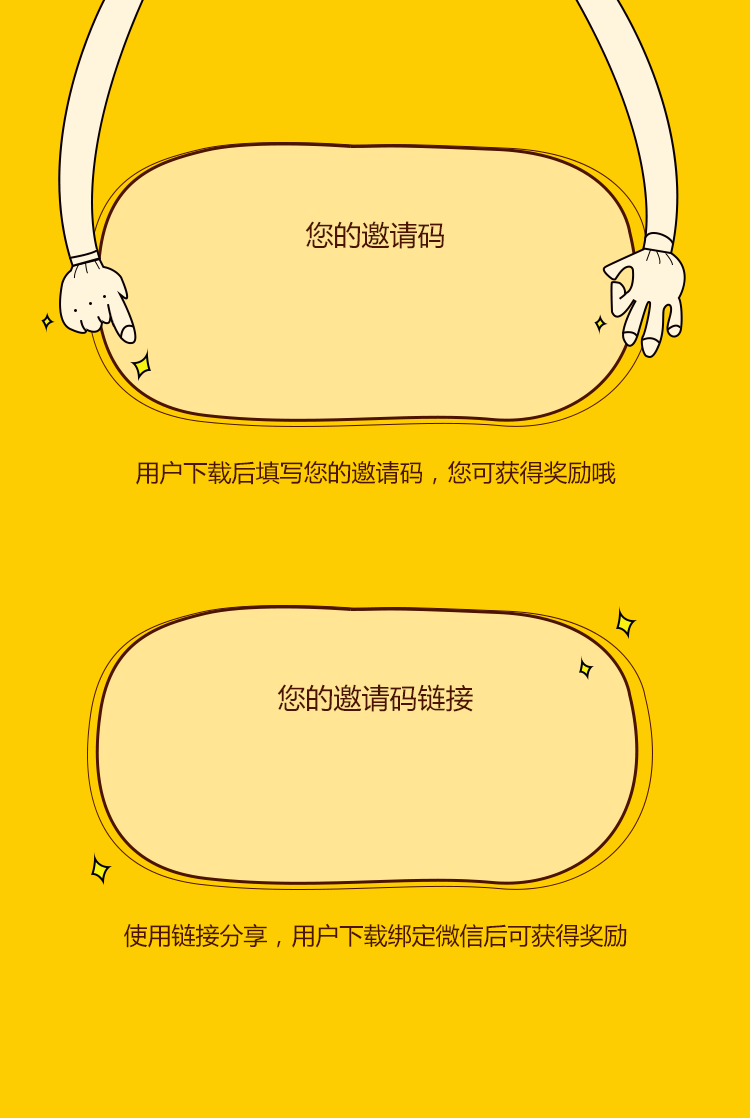 您的邀请码
用户下载后填写您的邀请码，您可获得奖励哦
您的邀请码链接
使用链接分享，用户下载绑定微信后可获得奖励